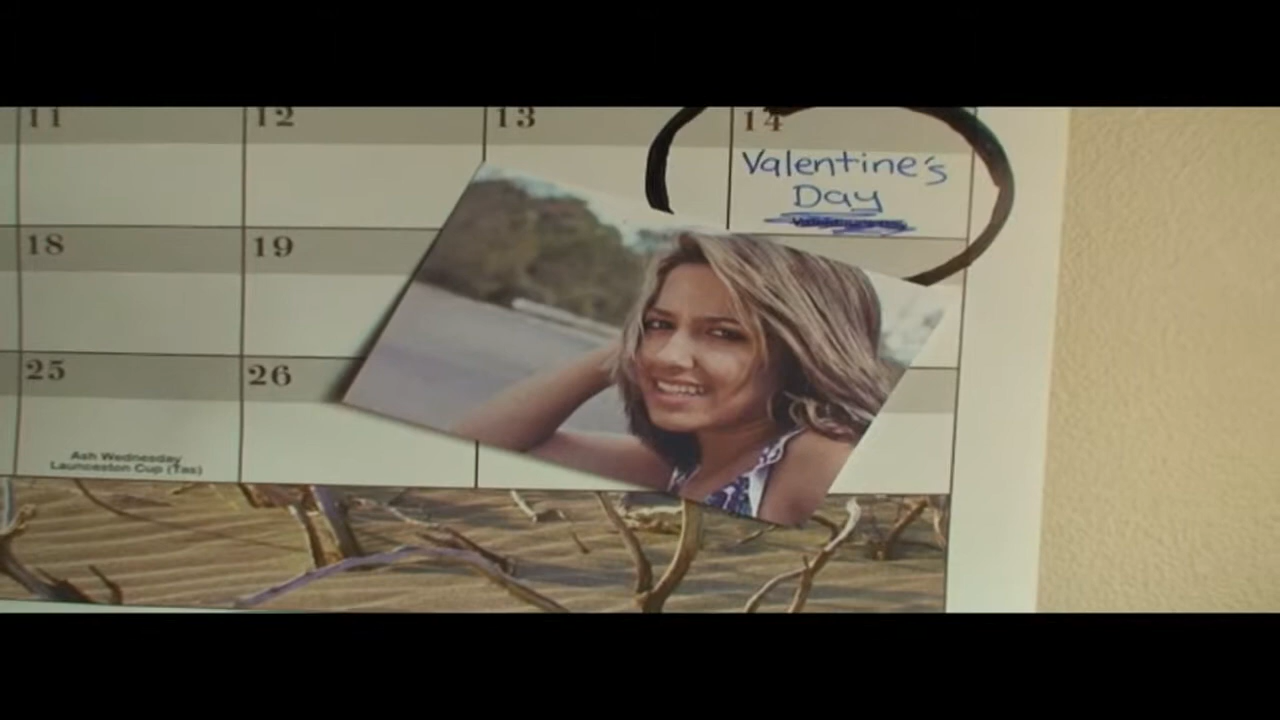 11 12 13 14
Valentine's
Day
18 19
25 26
Ash Wednesday
Launceston Cup (Tas)